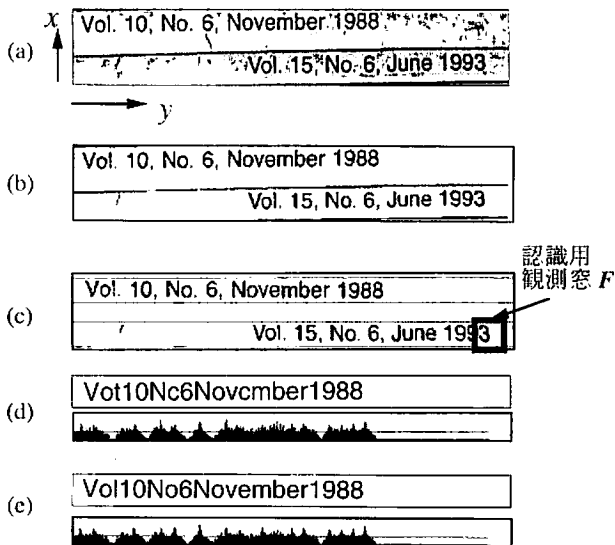 x
(a)
Vol. 10, No. 6, November 1988
Vol. 15, No. 6, June 1993
y
(b)
Vol. 10, No. 6, November 1988
Vol. 15, No. 6, June 1993
認識用
観測窓 F
(c)
Vol. 10, No. 6, November 1988
Vol. 15, No. 6, June 1993
(d)
Vot10Nc6Novcmber1988
(e)
Vol10No6November1988